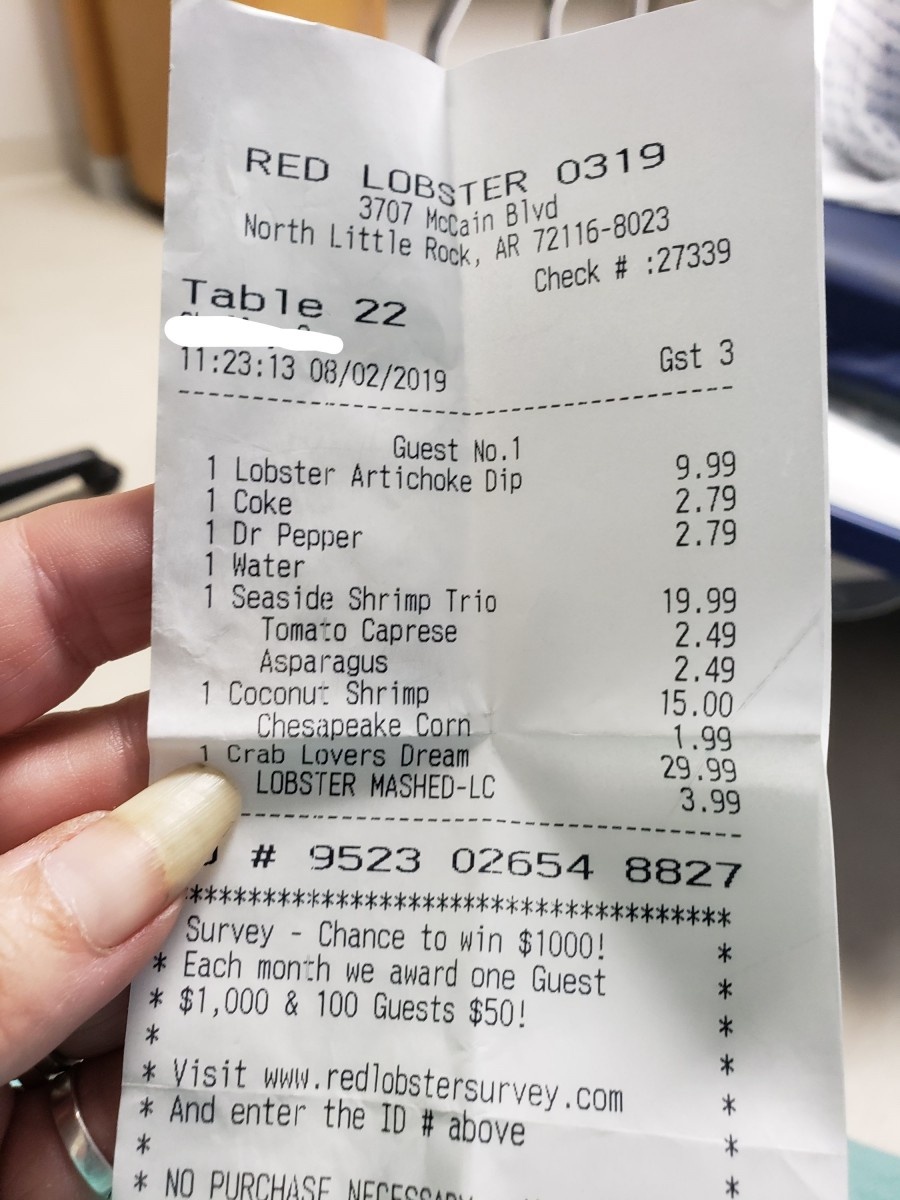 RED LOBSTER 0319
3707 McCain Blvd
North Little Rock, AR 72116-8023
Check # :27339
Table 22
Gst 3
11:23:13 08/02/2019
Guest No.1
1 Lobster Artichoke Dip 9.99
1 Coke 2.79
1 Dr Pepper 2.79
1 Water
1 Seaside Shrimp Trio 19.99
Tomato Caprese 2.49
Asparagus 2.49
1 Coconut Shrimp 15.00
Chesapeake Corn 1.99
1 Crab Lovers Dream 29.99
LOBSTER MASHED-LC 3.99
# 9523 02654 8827
**************************************
Survey - Chance to win $1000! *
* Each month we award one Guest *
* $1,000 & 100 Guests $50! *
* *
* Visit www.redlobstersurvey.com *
* And enter the ID # above *
* *
* NO PURCHASE NECESSARY